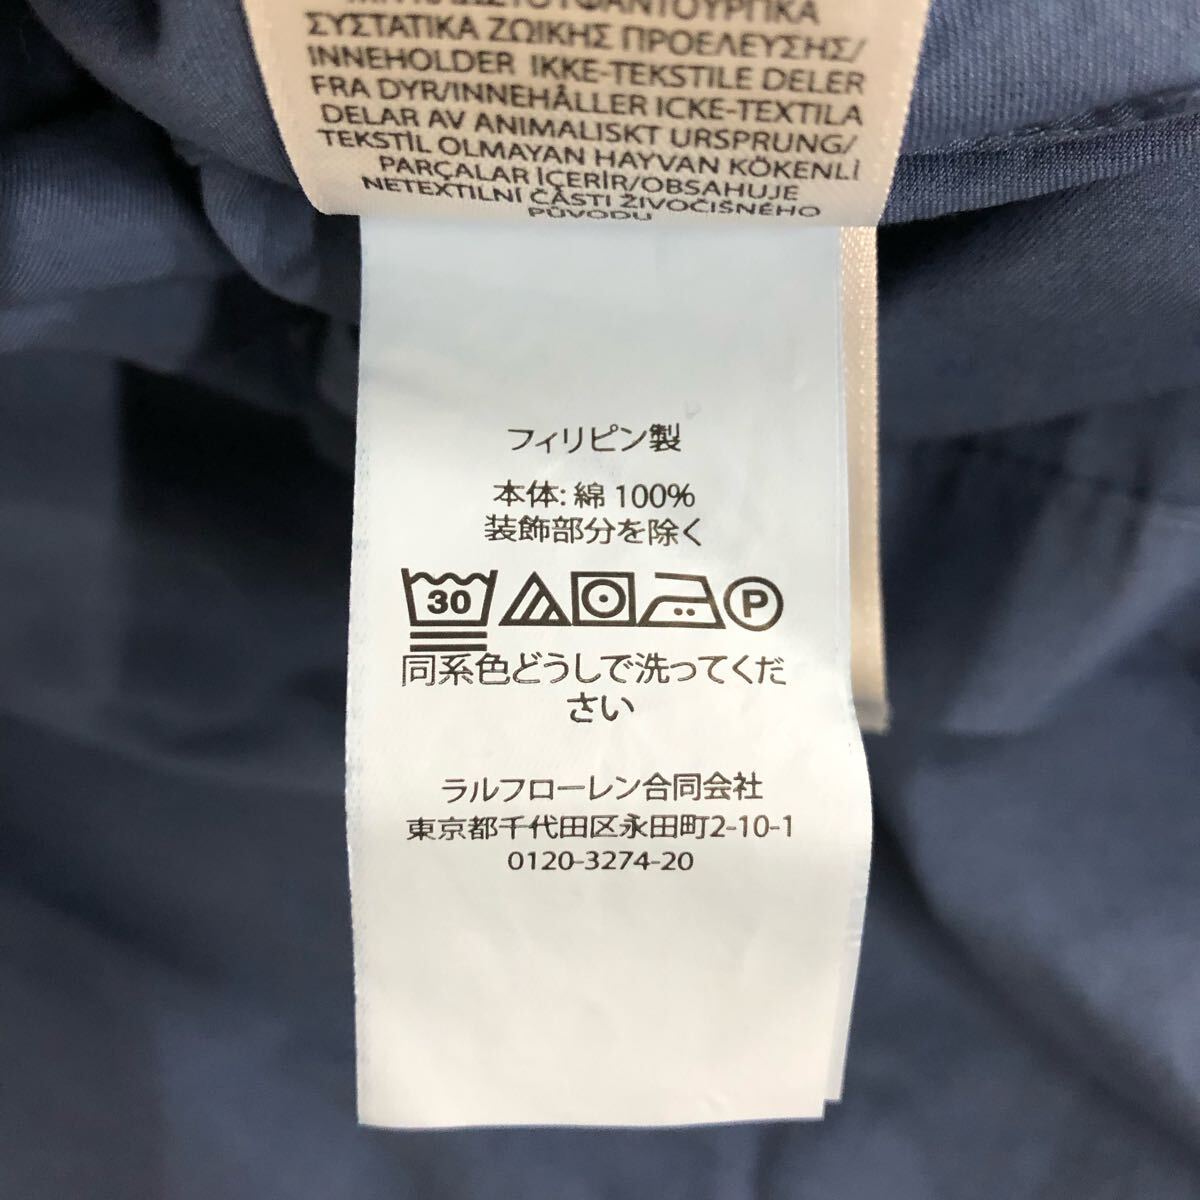 ΣΥΣΤΑΤΙΚΑ ΖΩΙΚΗΣ ΠΡΟΕΛΕΥΣΗΣ/
INNEHOLDER IKKE-TEKSTILE DELER
FRA DYR/INNEHÅLLER ICKE-TEXTILA
DELAR AV ANIMALISKT URSPRUNG/
TEKSTİL OLMAYAN HAYVAN KÖKENLİ
PARÇALAR İÇERİR/OBSAHUJE
NETEXTILNÍ ČÁSTI ŽIVOČIŠNÉHO
PŮVODU
フィリピン製
本体: 綿 100%
装飾部分を除く
30 P
同系色どうしで洗ってくだ
さい
ラルフローレン合同会社
東京都千代田区永田町2-10-1
0120-3274-20